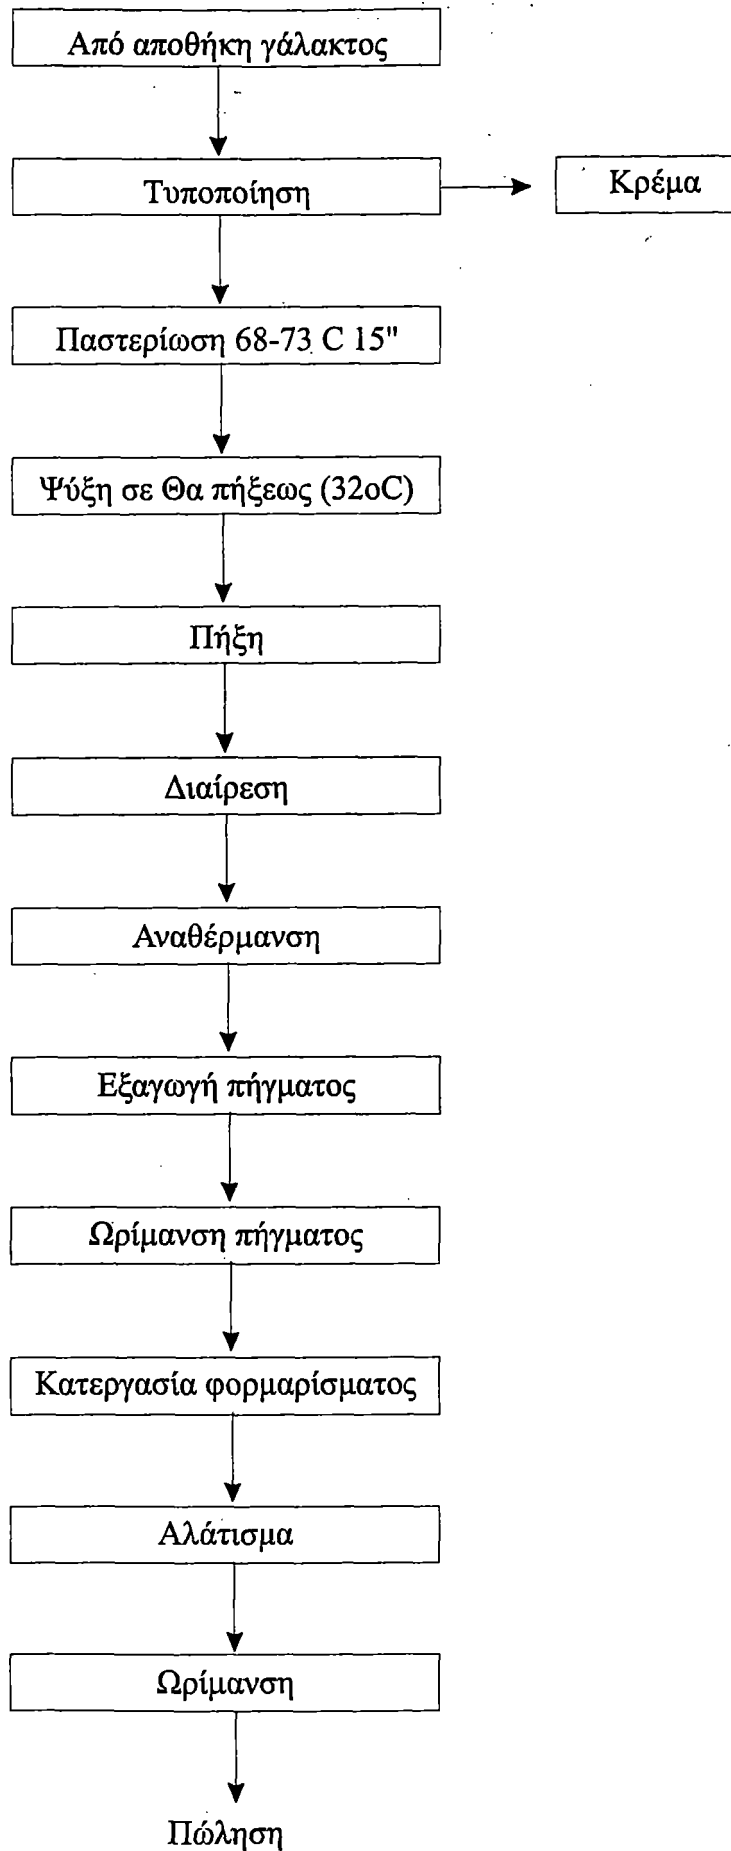 Από αποθήκη γάλακτος
Τυποποίηση
Κρέμα
Παστερίωση 68-73 C 15"
Ψύξη σε Θα πήξεως (32oC)
Πήξη
Διαίρεση
Αναθέρμανση
Εξαγωγή πήγματος
Ωρίμανση πήγματος
Κατεργασία φορμαρίσματος
Αλάτισμα
Ωρίμανση
Πώληση